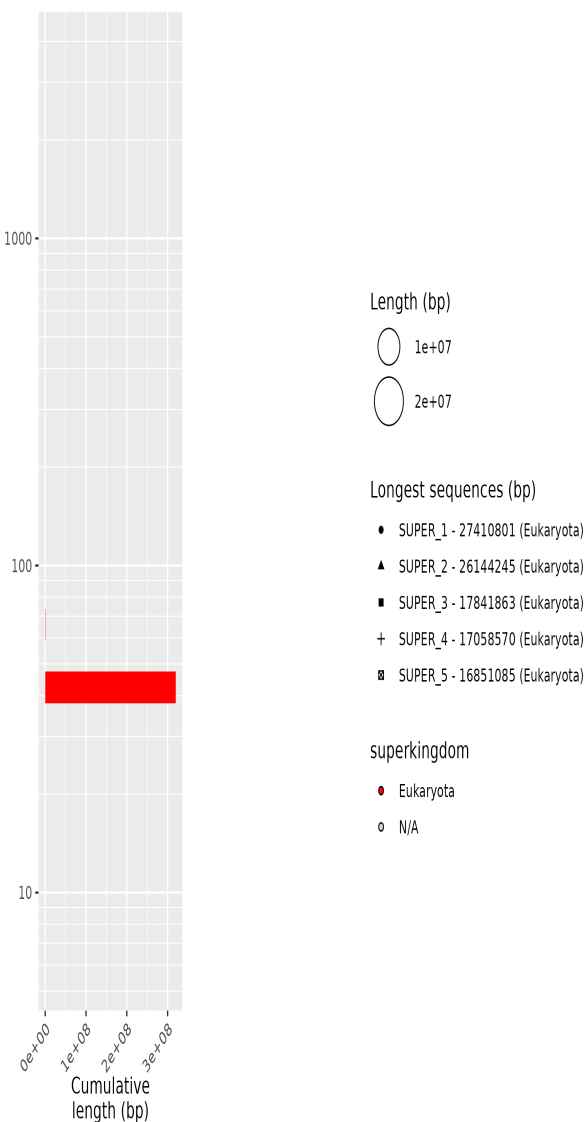 1000
100
10
0e+00
1e+08
2e+08
3e+08
Cumulative
length (bp)
Length (bp)
1e+07
2e+07
Longest sequences (bp)
SUPER_1 - 27410801 (Eukaryota)
SUPER_2 - 26144245 (Eukaryota)
SUPER_3 - 17841863 (Eukaryota)
SUPER_4 - 17058570 (Eukaryota)
SUPER_5 - 16851085 (Eukaryota)
superkingdom
Eukaryota
N/A